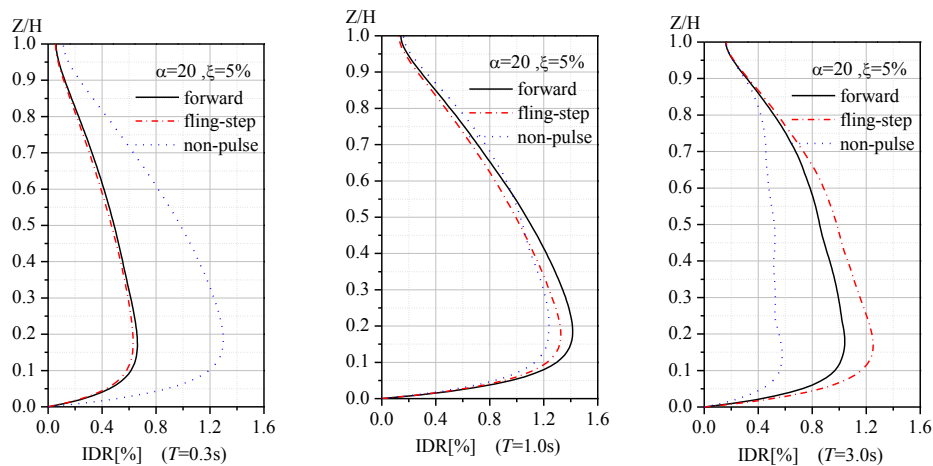 Z/H
1.0
0.9
0.8
0.7
0.6
0.5
0.4
0.3
0.2
0.1
0.0
α=20 ,ξ=5%
forward
fling-step
non-pulse
0.0 0.4 0.8 1.2 1.6
IDR[%] (T=0.3s)
Z/H
1.0
0.9
0.8
0.7
0.6
0.5
0.4
0.3
0.2
0.1
0.0
α=20 ,ξ=5%
forward
fling-step
non-pulse
0.0 0.4 0.8 1.2 1.6
IDR[%] (T=1.0s)
Z/H
1.0
0.9
0.8
0.7
0.6
0.5
0.4
0.3
0.2
0.1
0.0
α=20 ,ξ=5%
forward
fling-step
non-pulse
0.0 0.4 0.8 1.2 1.6
IDR[%] (T=3.0s)